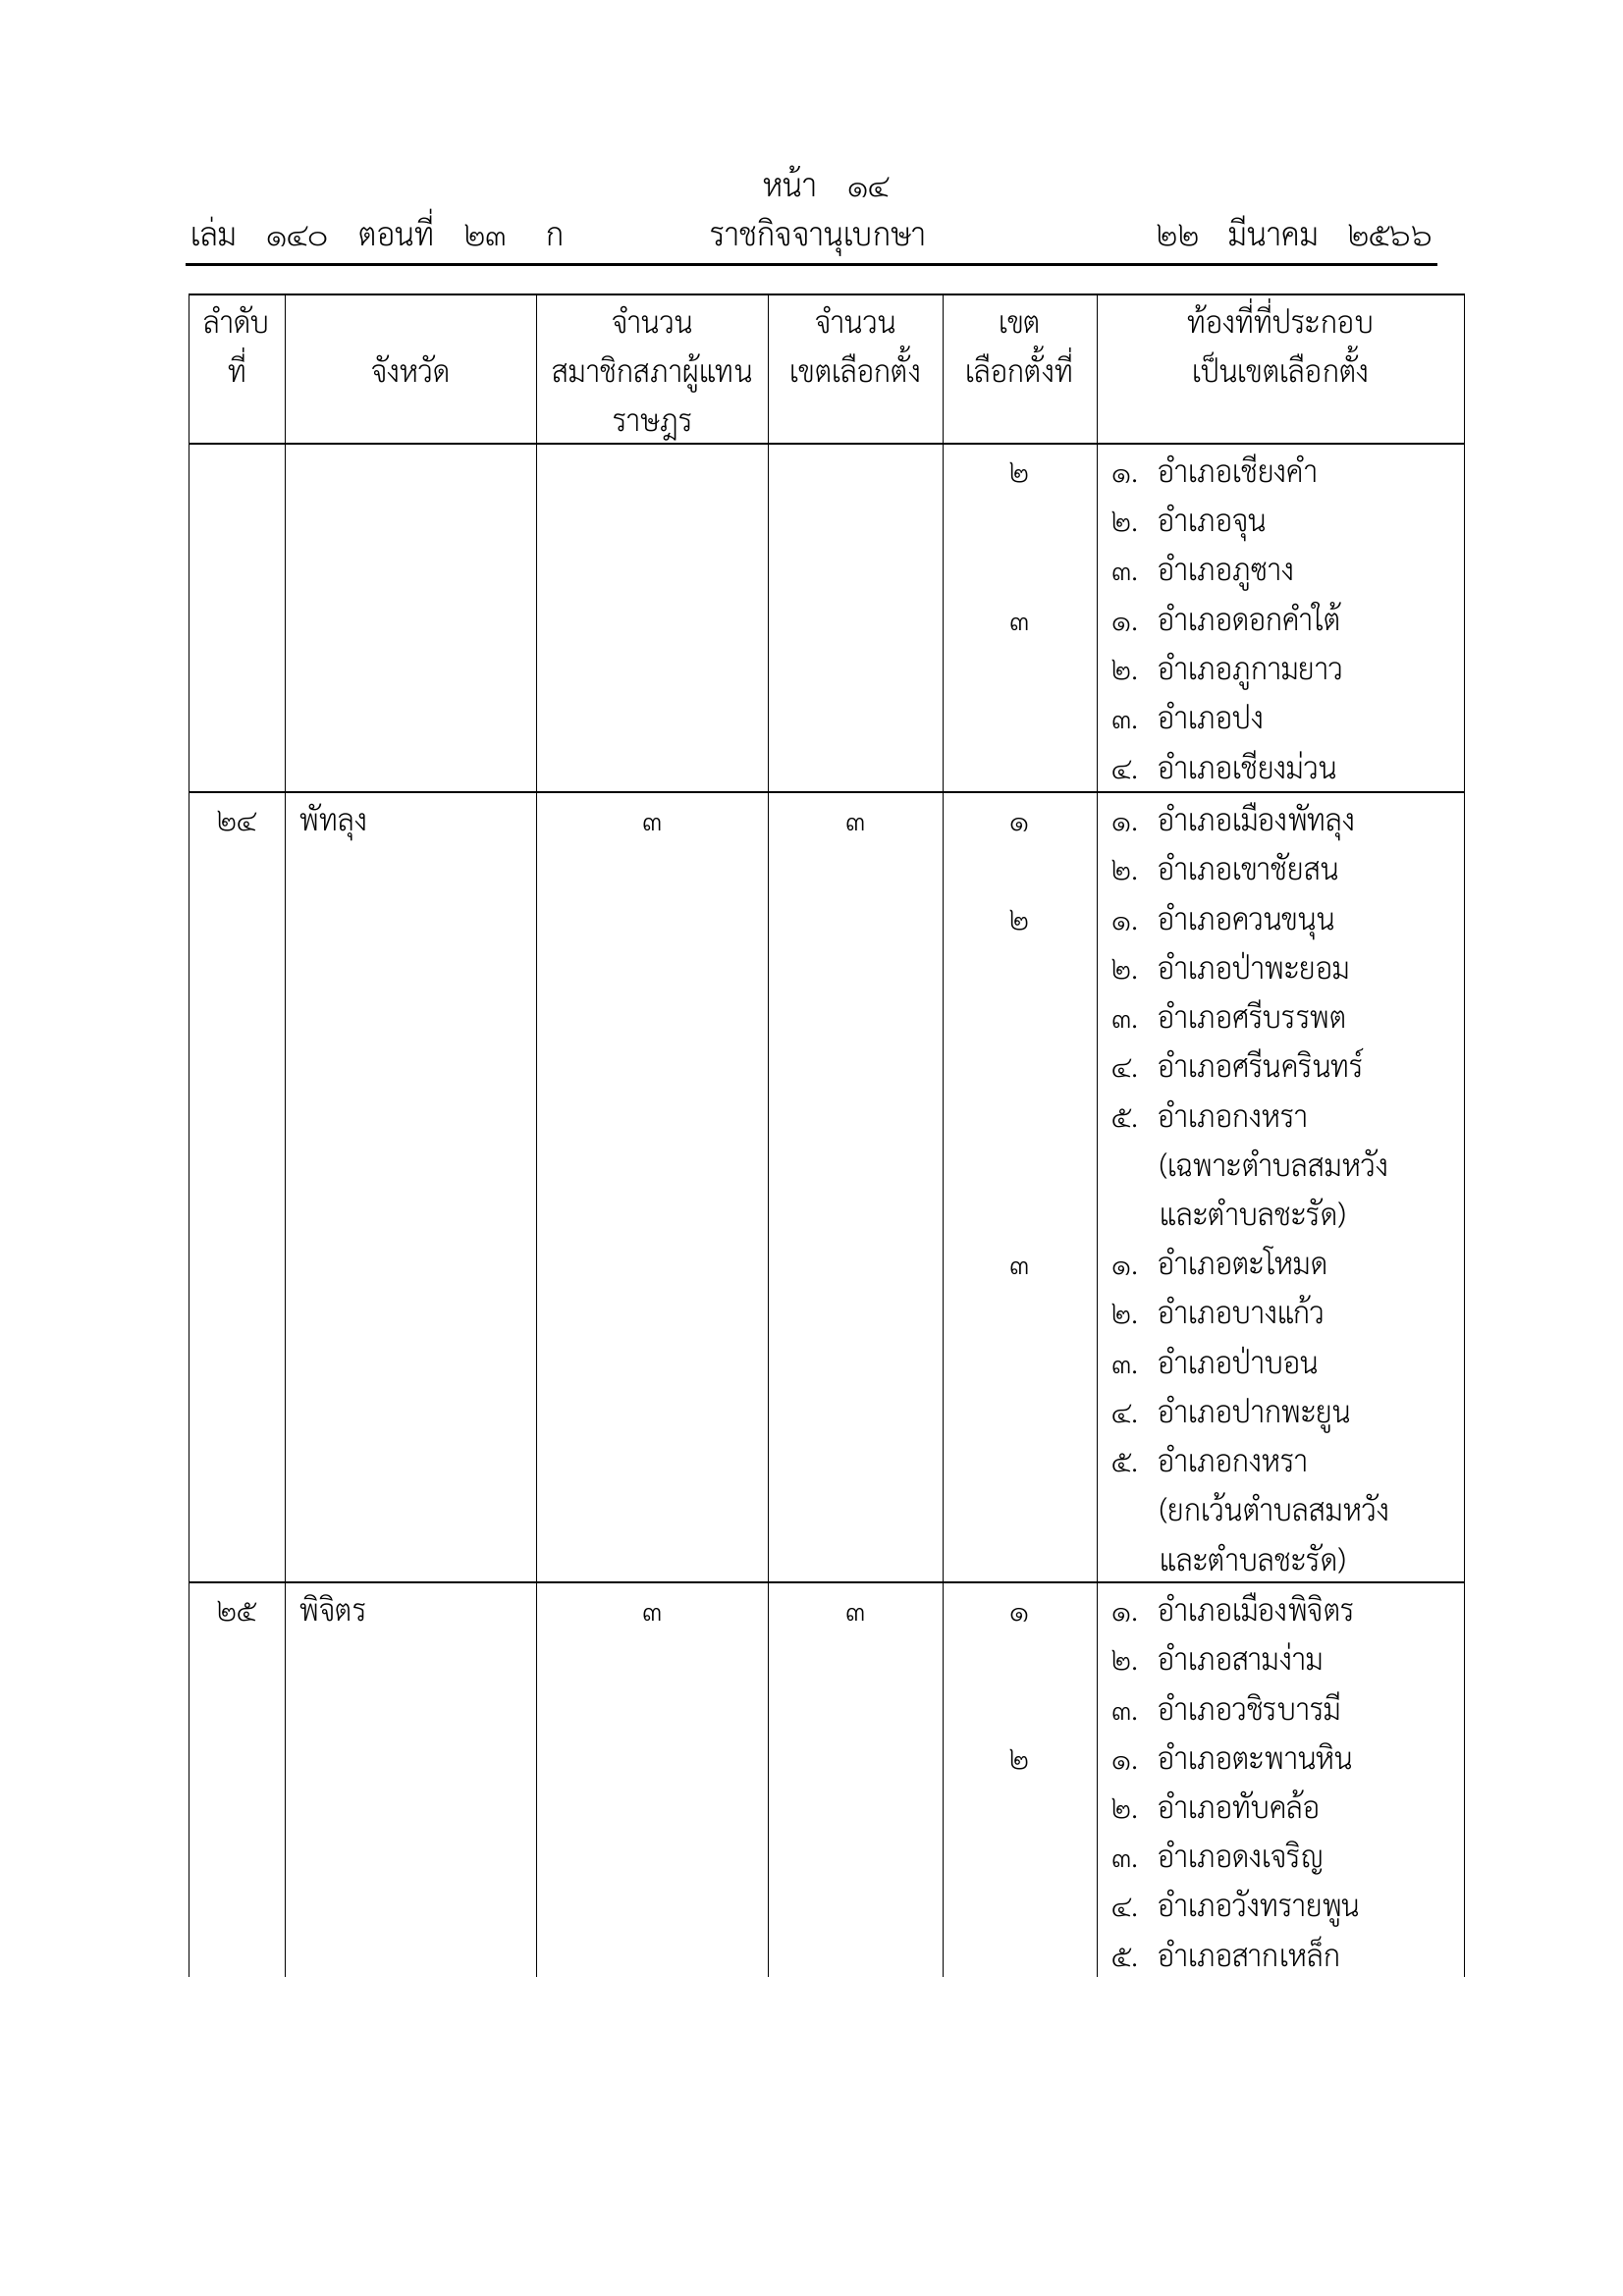 หน้า ๑๔
เล่ม ๑๔๐ ตอนที่ ๒๓ ก ราชกิจจานุเบกษา ๒๒ มีนาคม ๒๕๖๖
ลำดับ จำนวน จำนวน เขต ท้องที่ที่ประกอบ
ที่ จังหวัด สมาชิกสภาผู้แทน เขตเลือกตั้ง เลือกตั้งที่ เป็นเขตเลือกตั้ง
ราษฎร
๒ ๑. อำเภอเชียงคำ
๒. อำเภอจุน
๓. อำเภอภูซาง
๓ ๑. อำเภอดอกคำใต้
๒. อำเภอภูกามยาว
๓. อำเภอปง
๔. อำเภอเชียงม่วน
๒๔ พัทลุง ๓ ๓ ๑ ๑. อำเภอเมืองพัทลุง
๒. อำเภอเขาชัยสน
๒ ๑. อำเภอควนขนุน
๒. อำเภอป่าพะยอม
๓. อำเภอศรีบรรพต
๔. อำเภอศรีนครินทร์
๕. อำเภอกงหรา
(เฉพาะตำบลสมหวัง
และตำบลชะรัด)
๓ ๑. อำเภอตะโหมด
๒. อำเภอบางแก้ว
๓. อำเภอป่าบอน
๔. อำเภอปากพะยูน
๕. อำเภอกงหรา
(ยกเว้นตำบลสมหวัง
และตำบลชะรัด)
๒๕ พิจิตร ๓ ๓ ๑ ๑. อำเภอเมืองพิจิตร
๒. อำเภอสามง่าม
๓. อำเภอวชิรบารมี
๒ ๑. อำเภอตะพานหิน
๒. อำเภอทับคล้อ
๓. อำเภอดงเจริญ
๔. อำเภอวังทรายพูน
๕. อำเภอสากเหล็ก